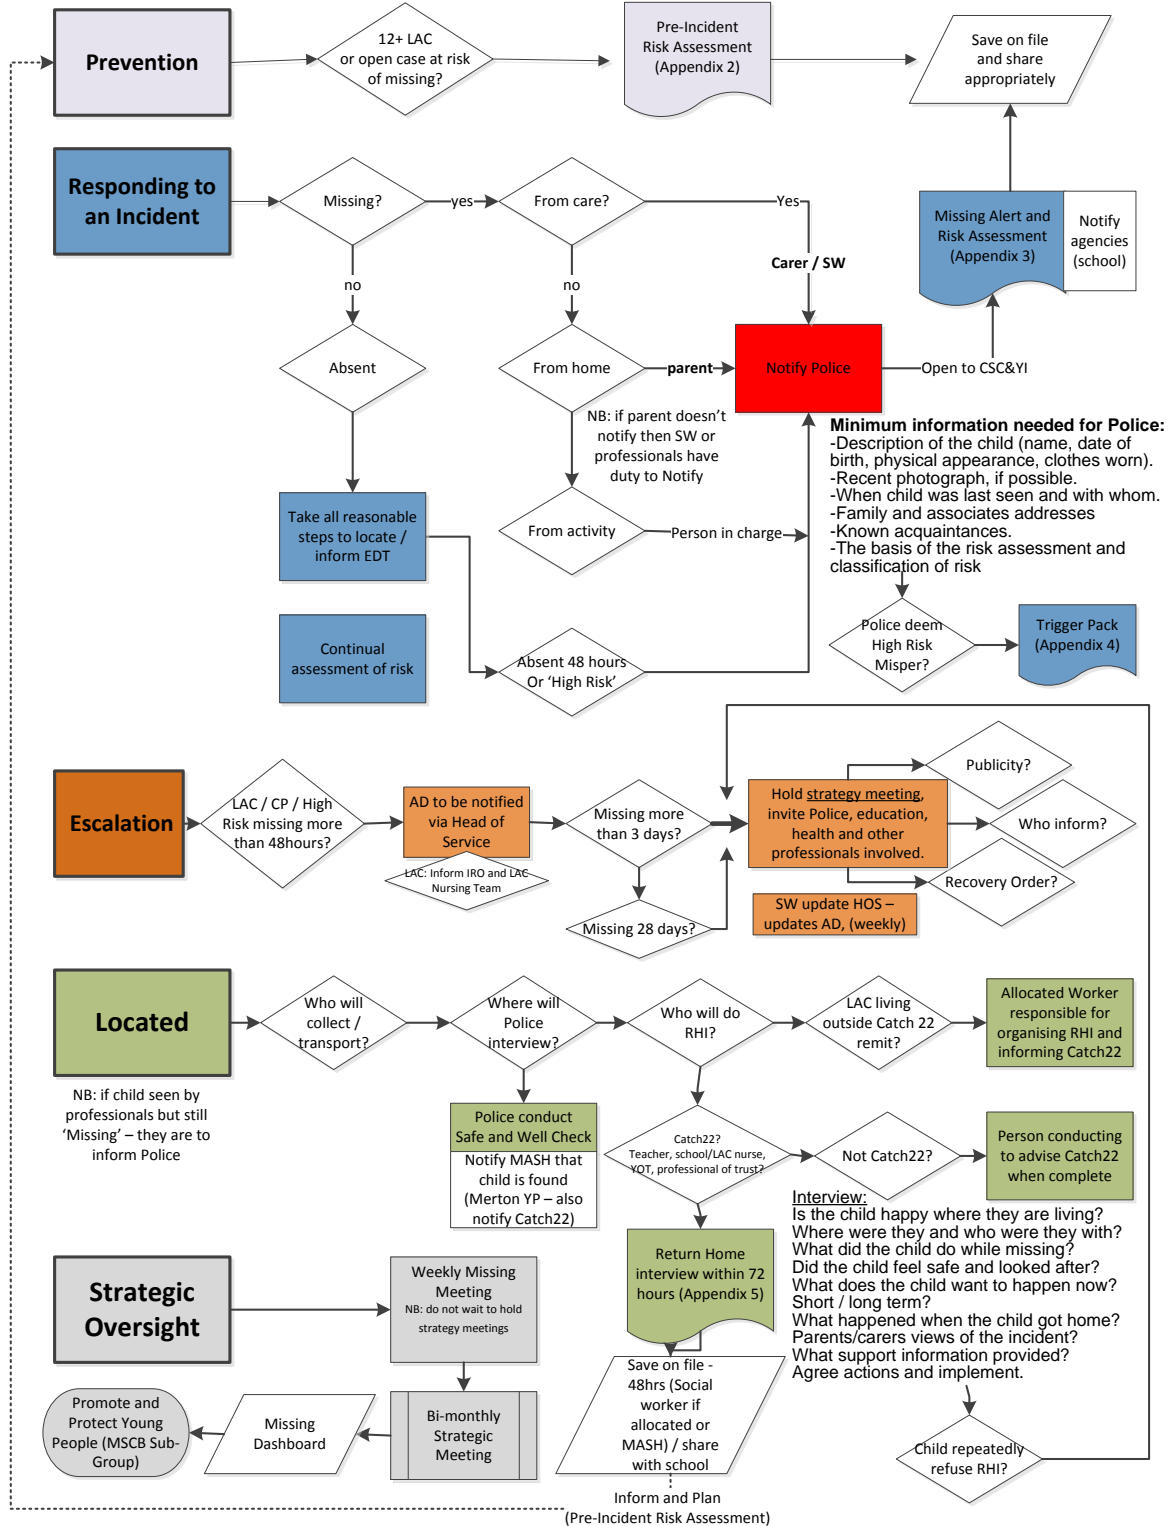 Prevention
12+ LAC
or open case at risk
of missing?
Pre-Incident
Risk Assessment
(Appendix 2)
Save on file
and share
appropriately
Responding to
an Incident
Missing?
yes
From care?
Yes
Carer / SW
Missing Alert and
Risk Assessment
(Appendix 3)
Notify
agencies
(school)
no
no
Absent
From home
parent
Notify Police
Open to CSC&YI
NB: if parent doesn't
notify then SW or
professionals have
duty to Notify
Minimum information needed for Police:
-Description of the child (name, date of
birth, physical appearance, clothes worn).
-Recent photograph, if possible.
-When child was last seen and with whom.
-Family and associates addresses
-Known acquaintances.
-The basis of the risk assessment and
classification of risk
Take all reasonable
steps to locate /
inform EDT
From activity
Person in charge
Continual
assessment of risk
Absent 48 hours
Or 'High Risk'
Police deem
High Risk
Misper?
Trigger Pack
(Appendix 4)
Escalation
LAC / CP / High
Risk missing more
than 48hours?
AD to be notified
via Head of
Service
LAC: Inform IRO and LAC
Nursing Team
Missing more
than 3 days?
Missing 28 days?
Hold strategy meeting,
invite Police, education,
health and other
professionals involved.
SW update HOS –
updates AD, (weekly)
Publicity?
Who inform?
Recovery Order?
Located
NB: if child seen by
professionals but still
'Missing' – they are to
inform Police
Who will
collect /
transport?
Where will
Police
interview?
Who will do
RHI?
LAC living
outside Catch 22
remit?
Allocated Worker
responsible for
organising RHI and
informing Catch22
Police conduct
Safe and Well Check
Notify MASH that
child is found
(Merton YP – also
notify Catch22)
Catch22?
Teacher, school/LAC nurse,
YOT, professional of trust?
Not Catch22?
Person conducting
to advise Catch22
when complete
Interview:
Is the child happy where they are living?
Where were they and who were they with?
What did the child do while missing?
Did the child feel safe and looked after?
What does the child want to happen now?
Short / long term?
What happened when the child got home?
Parents/carers views of the incident?
What support information provided?
Agree actions and implement.
Return Home
interview within 72
hours (Appendix 5)
Strategic
Oversight
Weekly Missing
Meeting
NB: do not wait to hold
strategy meetings
Save on file -
48hrs (Social
worker if
allocated or
MASH) / share
with school
Promote and
Protect Young
People (MSCB Sub-
Group)
Missing
Dashboard
Bi-monthly
Strategic
Meeting
Child repeatedly
refuse RHI?
Inform and Plan
(Pre-Incident Risk Assessment)